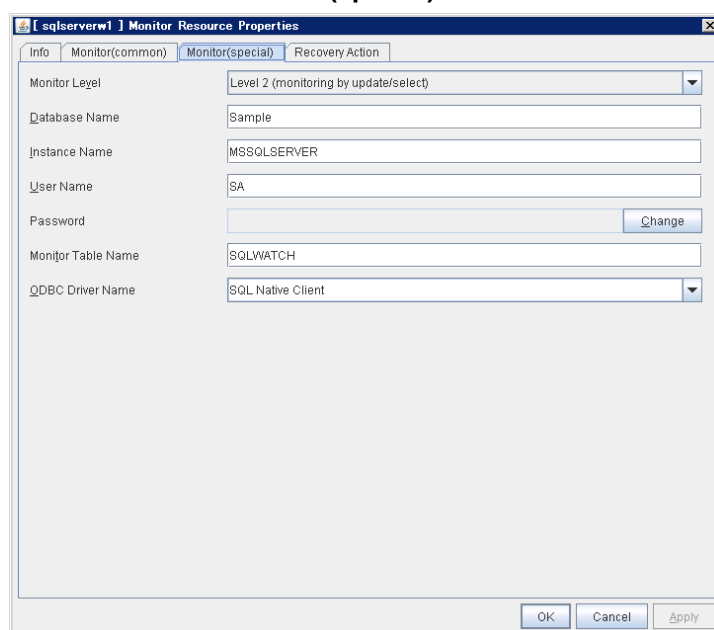 [ sqlserverw1 ] Monitor Resource Properties
Info Monitor(common) Monitor(special) Recovery Action
Monitor Level Level 2 (monitoring by update/select)
Database Name Sample
Instance Name MSSQLSERVER
User Name SA
Password Change
Monitor Table Name SQLWATCH
ODBC Driver Name SQL Native Client
OK Cancel Apply